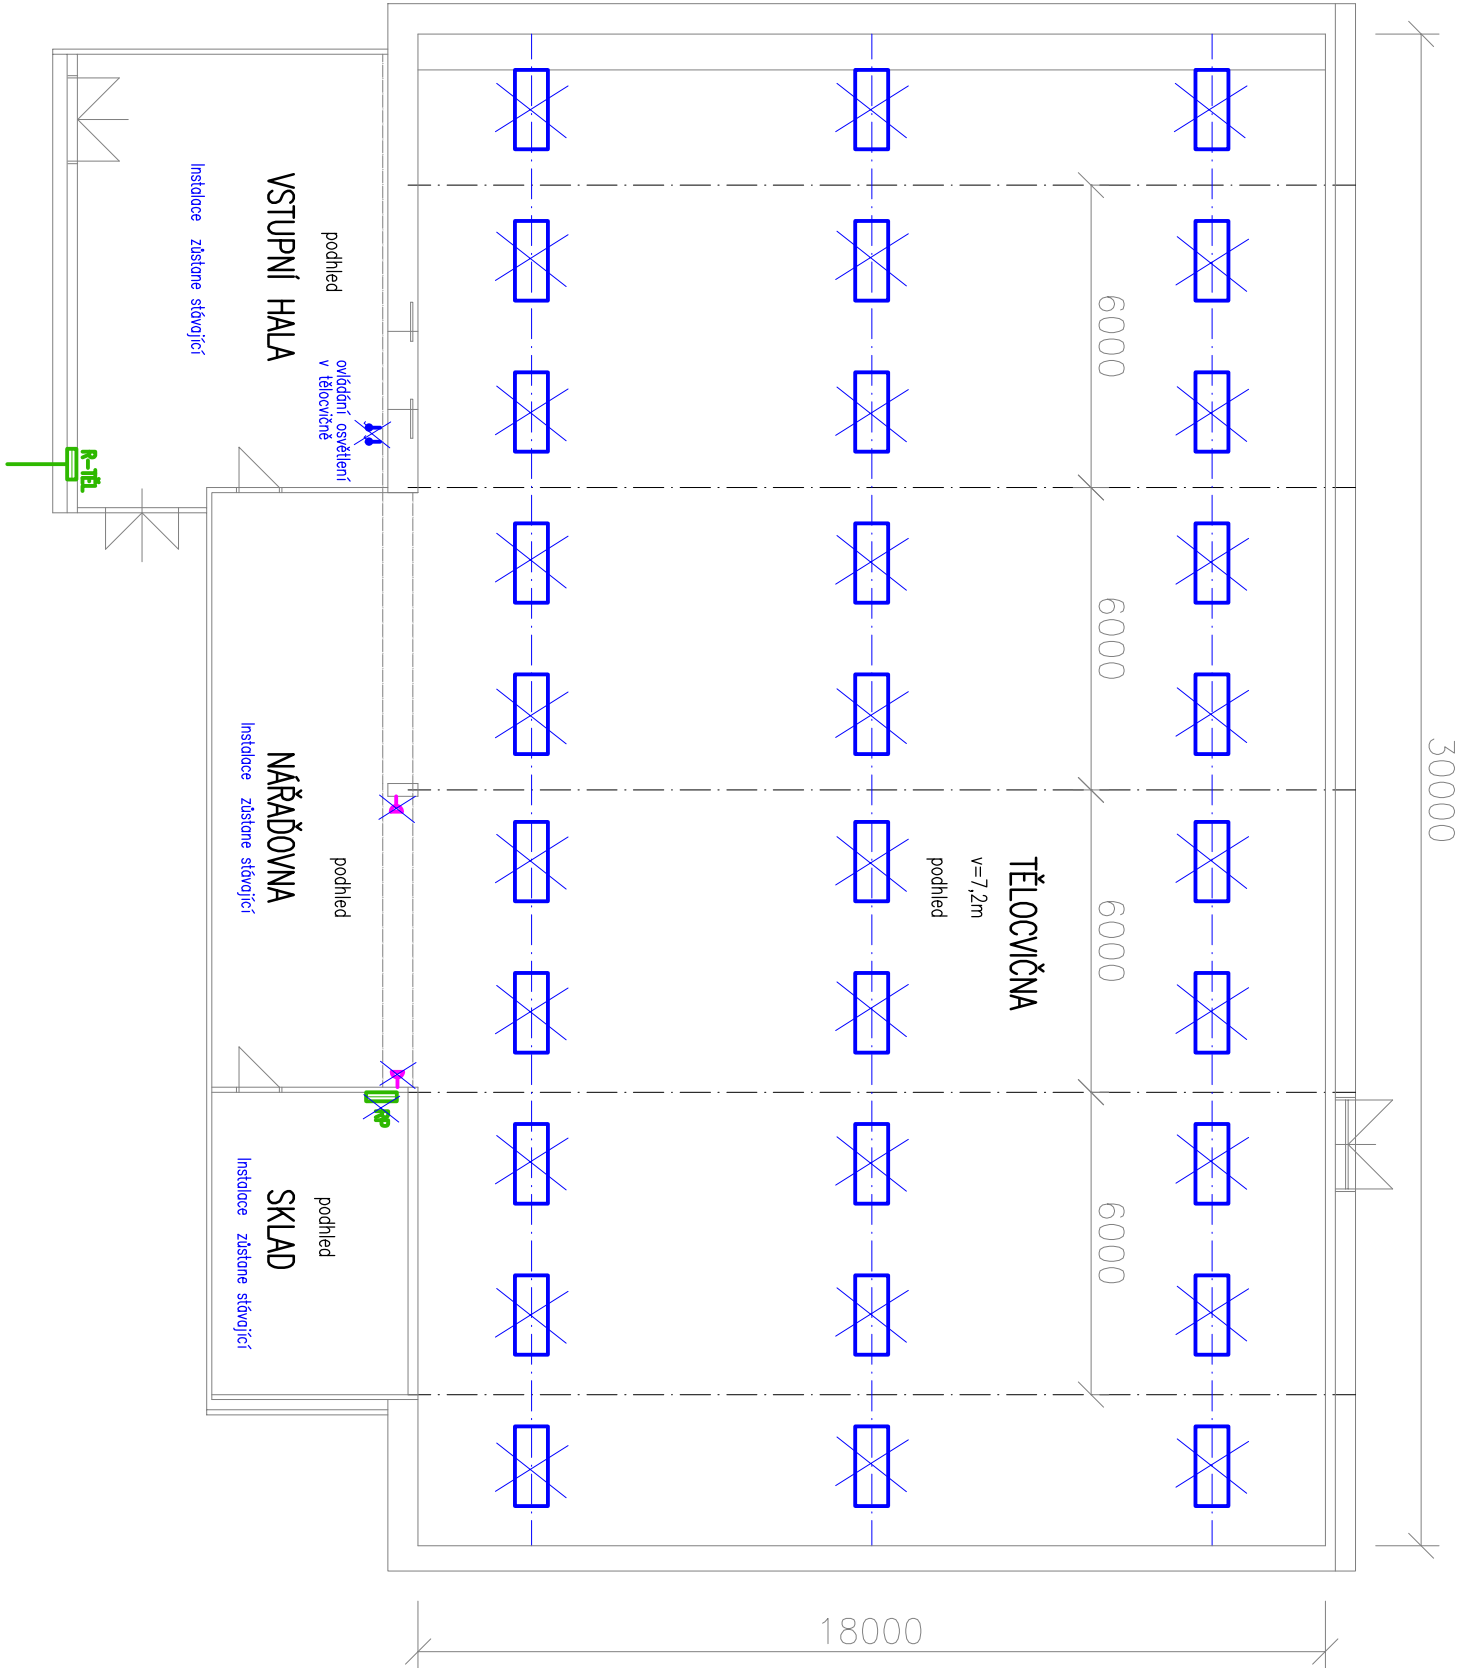 VSTUPNÍ HALA
podhled
Instalace zůstane stávající
ovládání osvětlení
v tělocvičně
R-TĚL
NÁŘAĎOVNA
podhled
Instalace zůstane stávající
RP
SKLAD
podhled
Instalace zůstane stávající
TĚLOCVIČNA
v=7,2m
podhled
6000
6000
6000
6000
30000
18000